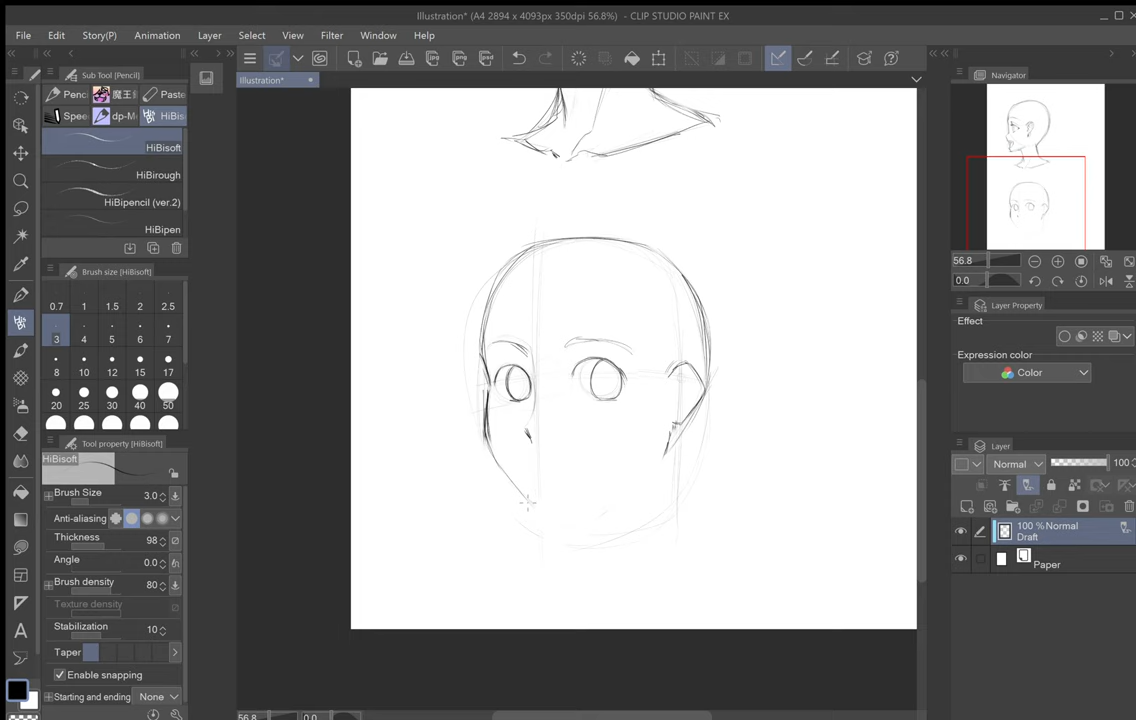 Illustration* (A4 2894 x 4093px 350dpi 56.8%) - CLIP STUDIO PAINT EX
File Edit Story(P) Animation Layer Select View Filter Window Help
Sub Tool [Pencil]
Illustration*
Navigator
Penc 魔王 Paste
Spee dp-M HiBis
HiBisoft
HiBirough
HiBipencil (ver.2)
HiBipen
Brush size [HiBisoft]
0.7 1 1.5 2 2.5
3 4 5 6 7
8 10 12 15 17
20 25 30 40 50
Tool property [HiBisoft]
HiBisoft
Brush Size 3.0
Anti-aliasing
Thickness 98
Angle 0.0
Brush density 80
Texture density
Stabilization 10
Taper
Enable snapping
Starting and ending None
56.8 0.0
56.8
0.0
Layer Property
Effect
Expression color
Color
Layer
Normal 100
100 %Normal
Draft
Paper